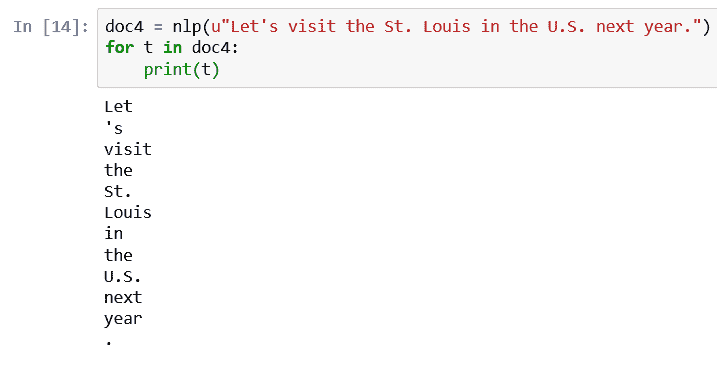 In [14]: doc4 = nlp(u"Let's visit the St. Louis in the U.S. next year.")
for t in doc4:
    print(t)
Let
's
visit
the
St.
Louis
in
the
U.S.
next
year
.